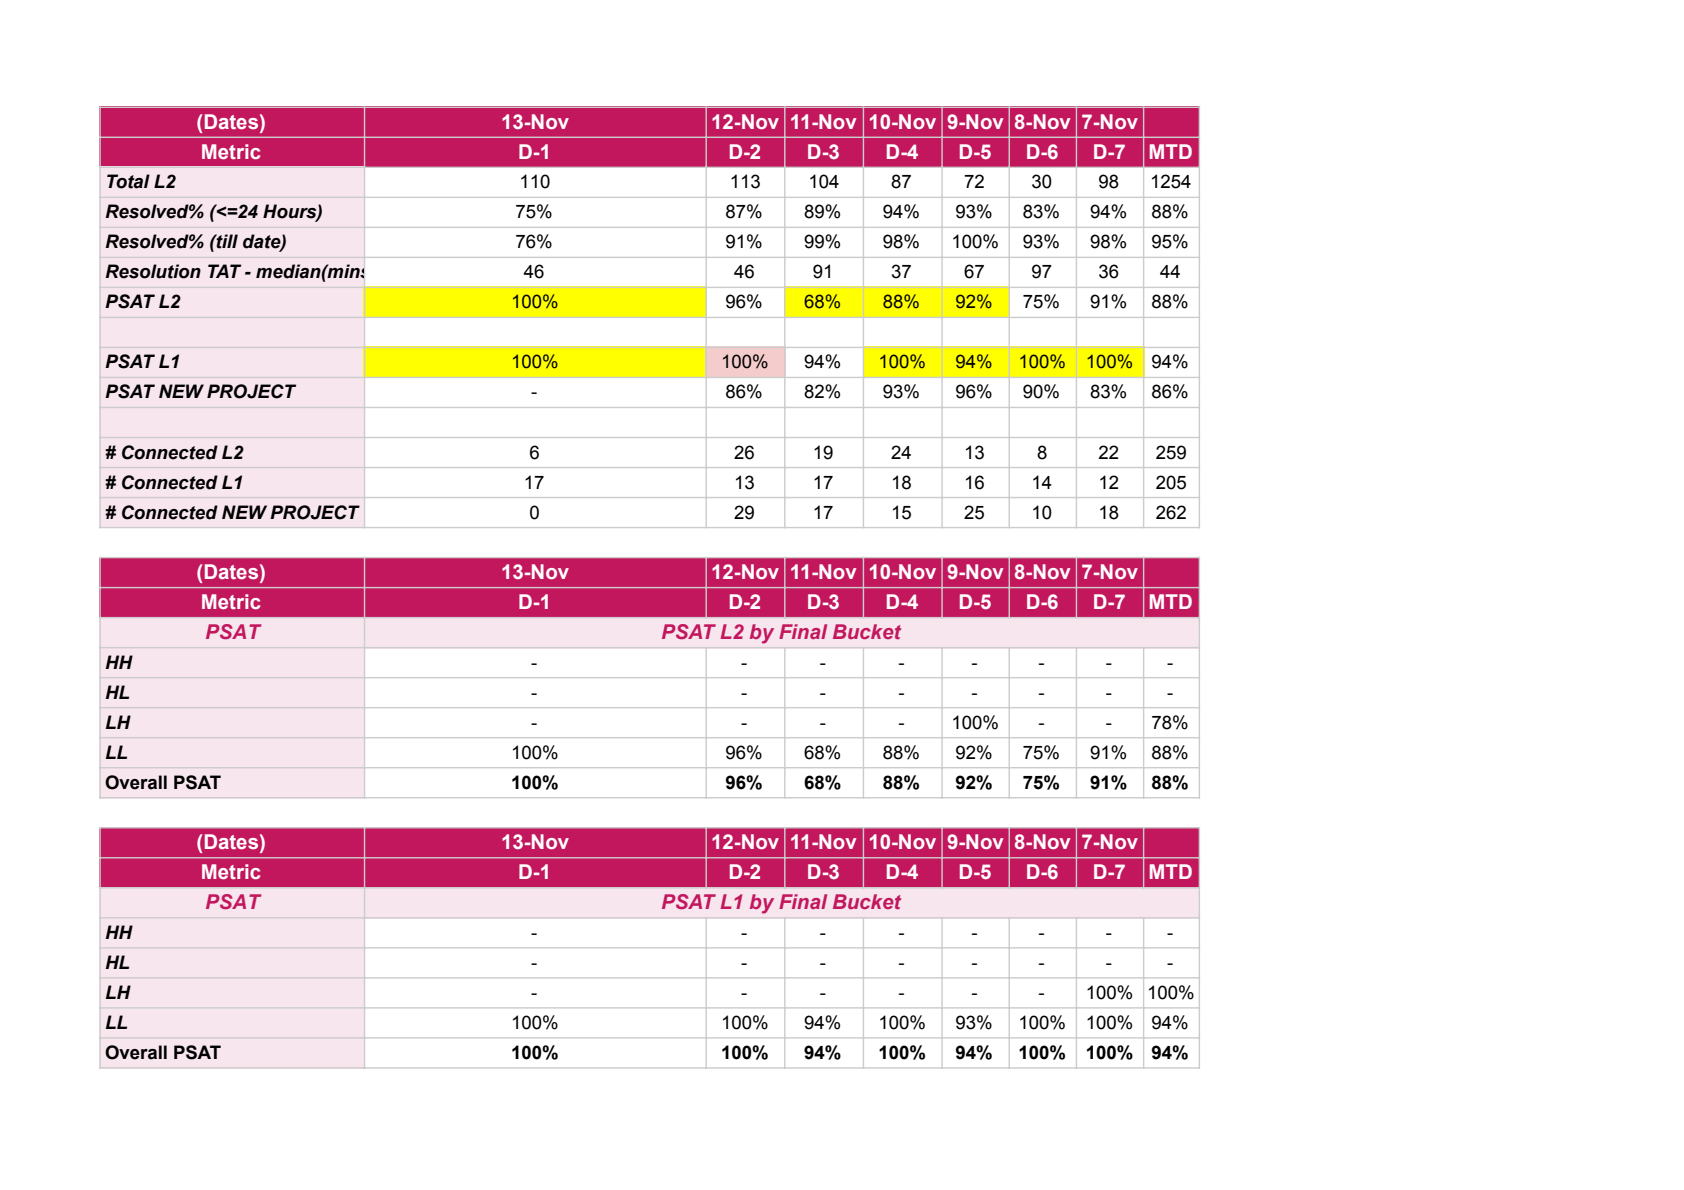 (Dates) 13-Nov 12-Nov 11-Nov 10-Nov 9-Nov 8-Nov 7-Nov
Metric D-1 D-2 D-3 D-4 D-5 D-6 D-7 MTD
Total L2 110 113 104 87 72 30 98 1254
Resolved% (<=24 Hours) 75% 87% 89% 94% 93% 83% 94% 88%
Resolved% (till date) 76% 91% 99% 98% 100% 93% 98% 95%
Resolution TAT - median(mins 46 46 91 37 67 97 36 44
PSAT L2 100% 96% 68% 88% 92% 75% 91% 88%
PSAT L1 100% 100% 94% 100% 94% 100% 100% 94%
PSAT NEW PROJECT - 86% 82% 93% 96% 90% 83% 86%
# Connected L2 6 26 19 24 13 8 22 259
# Connected L1 17 13 17 18 16 14 12 205
# Connected NEW PROJECT 0 29 17 15 25 10 18 262
(Dates) 13-Nov 12-Nov 11-Nov 10-Nov 9-Nov 8-Nov 7-Nov
Metric D-1 D-2 D-3 D-4 D-5 D-6 D-7 MTD
PSAT PSAT L2 by Final Bucket
HH - - - - - - - -
HL - - - - - - - -
LH - - - - 100% - - 78%
LL 100% 96% 68% 88% 92% 75% 91% 88%
Overall PSAT 100% 96% 68% 88% 92% 75% 91% 88%
(Dates) 13-Nov 12-Nov 11-Nov 10-Nov 9-Nov 8-Nov 7-Nov
Metric D-1 D-2 D-3 D-4 D-5 D-6 D-7 MTD
PSAT PSAT L1 by Final Bucket
HH - - - - - - - -
HL - - - - - - - -
LH - - - - - - 100% 100%
LL 100% 100% 94% 100% 93% 100% 100% 94%
Overall PSAT 100% 100% 94% 100% 94% 100% 100% 94%